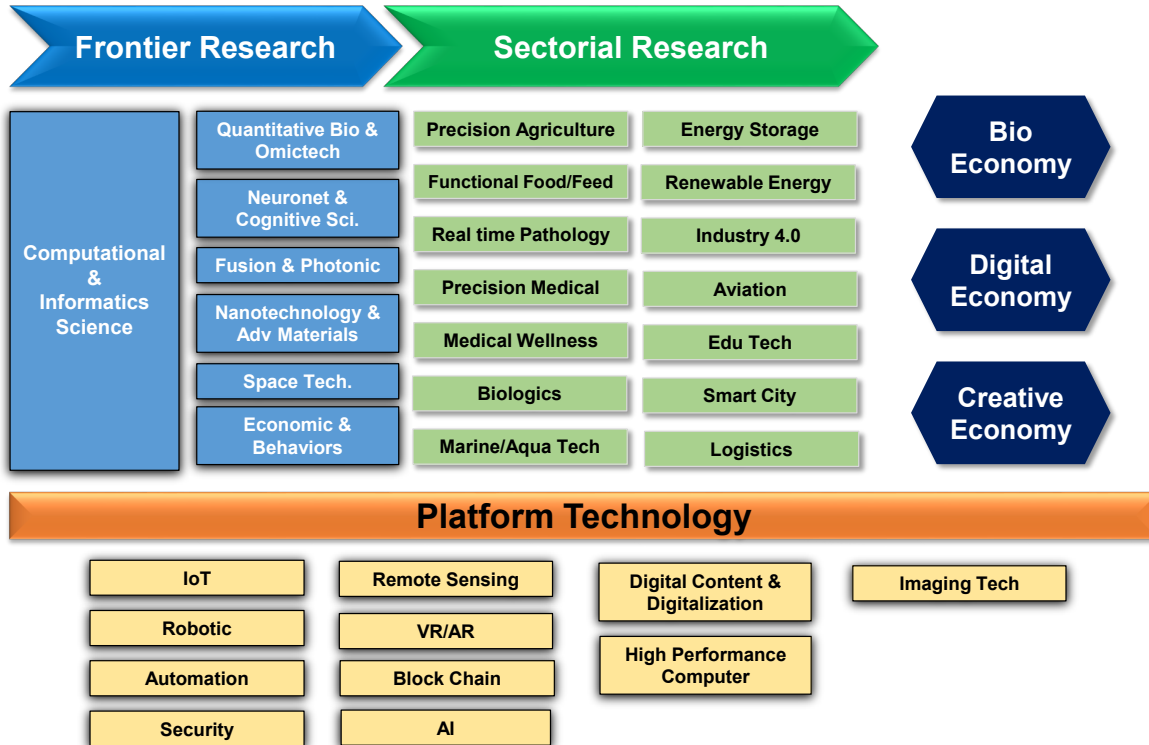 Frontier Research
Sectorial Research
Computational
&
Informatics
Science
Quantitative Bio &
Omictech
Neuronet &
Cognitive Sci.
Fusion & Photonic
Nanotechnology &
Adv Materials
Space Tech.
Economic &
Behaviors
Precision Agriculture
Functional Food/Feed
Real time Pathology
Precision Medical
Medical Wellness
Biologics
Marine/Aqua Tech
Energy Storage
Renewable Energy
Industry 4.0
Aviation
Edu Tech
Smart City
Logistics
Bio
Economy
Digital
Economy
Creative
Economy
Platform Technology
IoT
Robotic
Automation
Security
Remote Sensing
VR/AR
Block Chain
AI
Digital Content &
Digitalization
High Performance
Computer
Imaging Tech